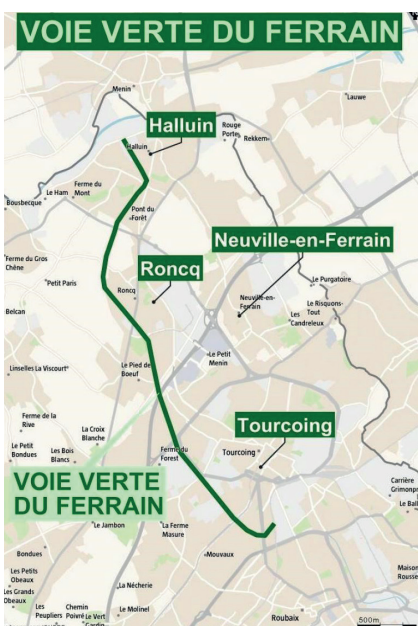 VOIE VERTE DU FERRAIN
Menin
Lauwe
Halluin
Rouge
Porte
Rekkem
Halluin
Bousbecque
Le Ham
Ferme du
Mont
Pont du
Forêt
Neuville-en-Ferrain
Ferme du Gros
Chêne
Roncq
Le Purgatoire
Petit Paris
Roncq
Neuville-en-
Ferrain
Le Risquons-
Tout
Les
Candreleux
Belcan
Le Petit
Menin
Linselles La Viscourt
Le Pied de
Boeuf
Ferme de la
Rive
La Croix
Blanche
Tourcoing
Le Petit
Bondues
Les Bois
Blancs
Ferme du
Forest
Tourcoing
VOIE VERTE
DU FERRAIN
Carrière
Grimonpr
Le Bal
Le Jambon
La Ferme
Masure
Bondues
Mouvaux
Les Petits
Obeaux
Maison
Rousse
Les Grands
Obeaux
La Nécherie
Les
Peupliers
Chemin
Poivré
Le Vert
Le Molinel
Roubaix
500m